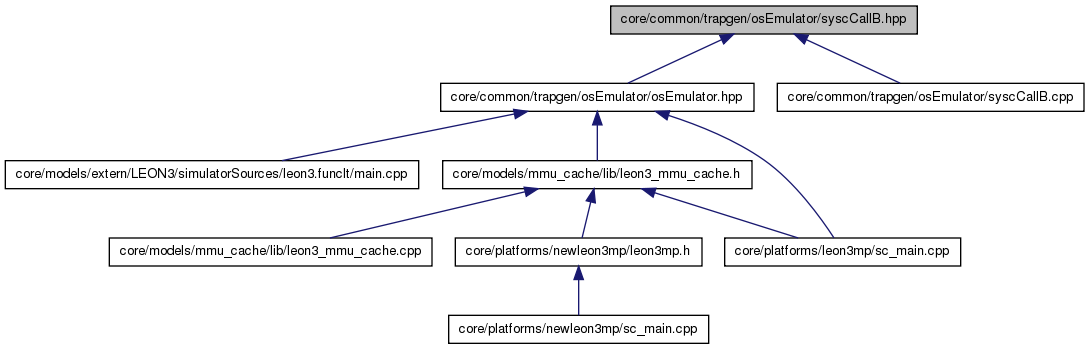 core/common/trapgen/osEmulator/syscCallB.hpp
core/common/trapgen/osEmulator/osEmulator.hpp
core/common/trapgen/osEmulator/syscCallB.cpp
core/models/extern/LEON3/simulatorSources/leon3.funclt/main.cpp
core/models/mmu_cache/lib/leon3_mmu_cache.h
core/models/mmu_cache/lib/leon3_mmu_cache.cpp
core/platforms/newleon3mp/leon3mp.h
core/platforms/leon3mp/sc_main.cpp
core/platforms/newleon3mp/sc_main.cpp